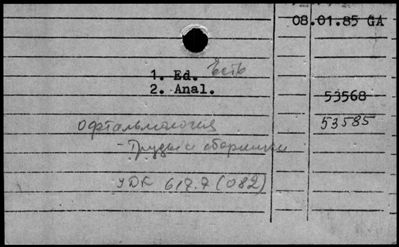 08.01.85 GA
1. Ed. Есть
2. Anal.
53568
53585
Офтальмология
- Труды и сборники
УДК 617.7 (082)